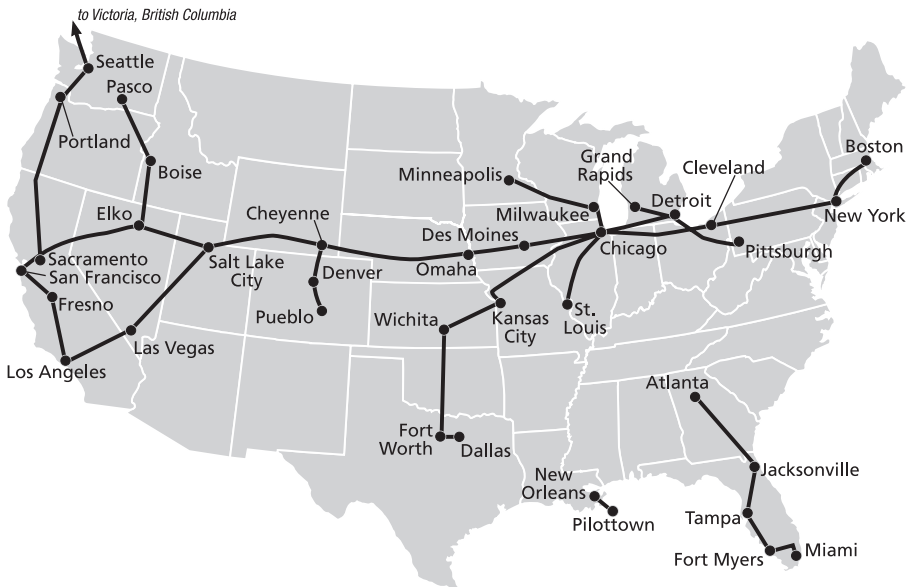 to Victoria, British Columbia
Seattle
Pasco
Portland
Boise
Elko
Cheyenne
Sacramento
San Francisco
Salt Lake
City
Denver
Fresno
Pueblo
Las Vegas
Los Angeles
Minneapolis
Grand
Rapids
Cleveland
Boston
Milwaukee
Detroit
New York
Des Moines
Chicago
Pittsburgh
Omaha
Wichita
Kansas
City
St.
Louis
Atlanta
Fort
Worth
Dallas
New
Orleans
Jacksonville
Pilottown
Tampa
Fort Myers
Miami